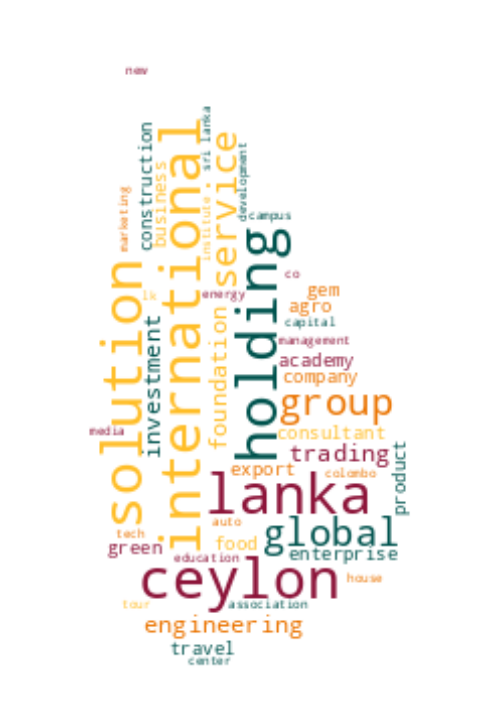 new
sri lanka
construction
international
service
development
business
institute
marketing
campus
holding
solution
co
gem
lk
energy
agro
foundation
capital
investment
management
academy
company
group
media
consultant
trading
product
export
colombo
lanka
auto
global
tech
food
green
enterprise
education
ceylon
house
tour
association
engineering
travel
center